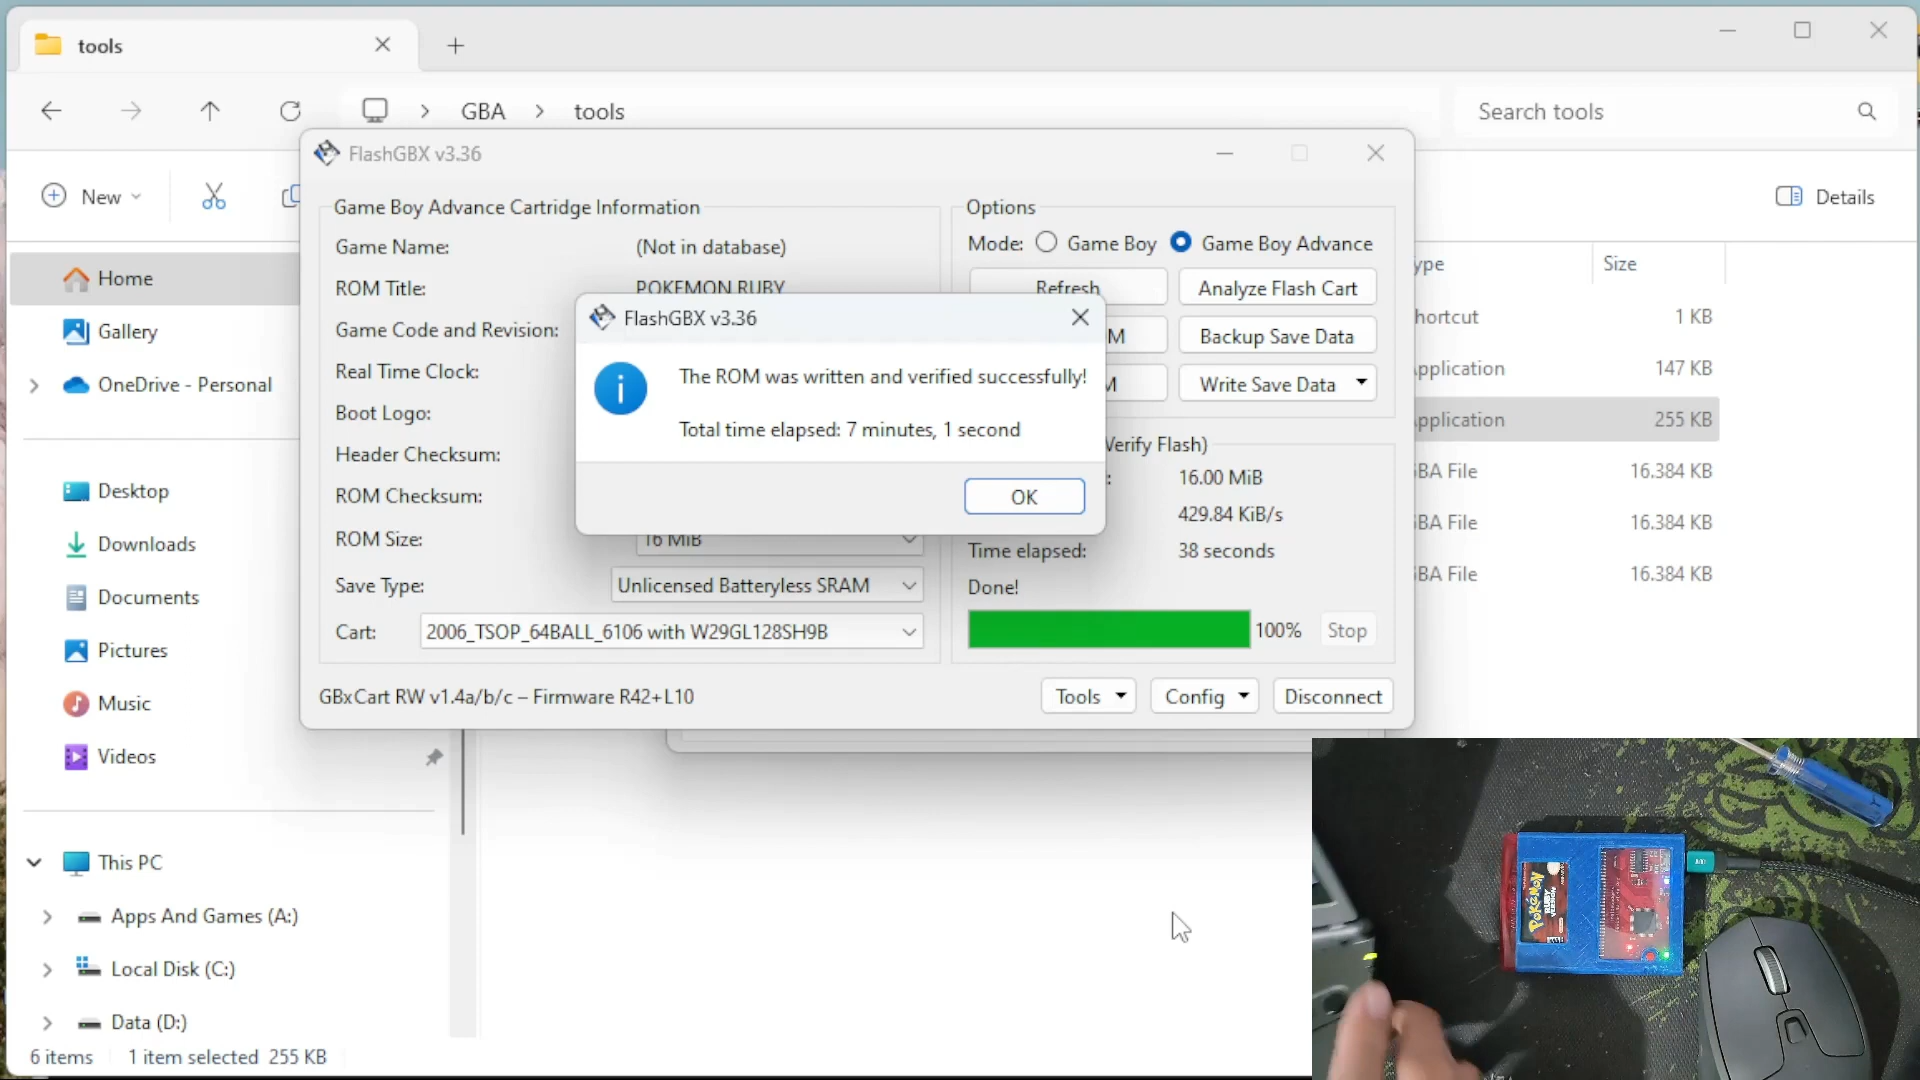 tools
GBA
tools
Search tools
New
Details
FlashGBX v3.36
Game Boy Advance Cartridge Information
Game Name:
(Not in database)
ROM Title:
POKEMON RUBY
Game Code and Revision:
Real Time Clock:
Boot Logo:
Header Checksum:
ROM Checksum:
ROM Size:
16 MiB
Save Type:
Unlicensed Batteryless SRAM
Cart:
2006_TSOP_64BALL_6106 with W29GL128SH9B
GBxCart RW v1.4a/b/c – Firmware R42+L10
Options
Mode:
Game Boy
Game Boy Advance
Refresh
Analyze Flash Cart
M
Backup Save Data
M
Write Save Data
Verify Flash)
:
16.00 MiB
429.84 KiB/s
Time elapsed:
38 seconds
Done!
100%
Stop
Tools
Config
Disconnect
FlashGBX v3.36
The ROM was written and verified successfully!
Total time elapsed: 7 minutes, 1 second
OK
Home
Gallery
OneDrive - Personal
Desktop
Downloads
Documents
Pictures
Music
Videos
This PC
Apps And Games (A:)
Local Disk (C:)
Data (D:)
ype
Size
hortcut
1 KB
pplication
147 KB
pplication
255 KB
BA File
16.384 KB
BA File
16.384 KB
BA File
16.384 KB
6 items
1 item selected 255 KB
POKéMON